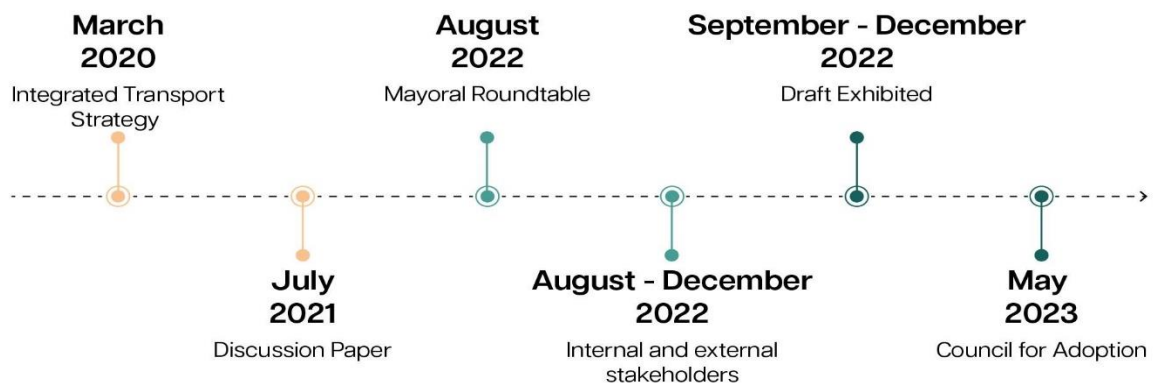 March
2020
Integrated Transport
Strategy
July
2021
Discussion Paper
August
2022
Mayoral Roundtable
August - December
2022
Internal and external
stakeholders
September - December
2022
Draft Exhibited
May
2023
Council for Adoption